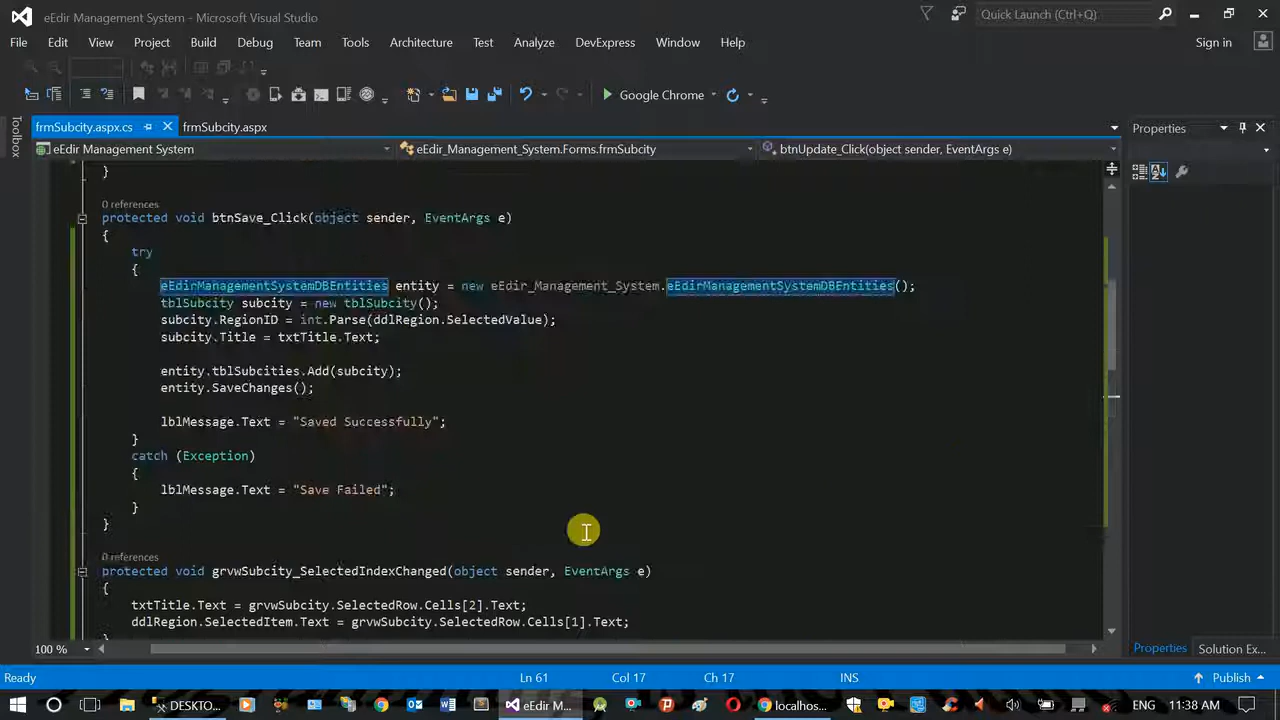 eEdir Management System - Microsoft Visual Studio
Quick Launch (Ctrl+Q)
File Edit View Project Build Debug Team Tools Architecture Test Analyze DevExpress Window Help
Sign in
Google Chrome
frmSubcity.aspx.cs frmSubcity.aspx
Properties
Toolbox
eEdir Management System eEdir_Management_System.Forms.frmSubcity btnUpdate_Click(object sender, EventArgs e)
}
0 references
protected void btnSave_Click(object sender, EventArgs e)
{
try
{
eEdirManagementSystemDBEntities entity = new eEdir_Management_System.eEdirManagementSystemDBEntities();
tblSubcity subcity = new tblSubcity();
subcity.RegionID = int.Parse(ddlRegion.SelectedValue);
subcity.Title = txtTitle.Text;
entity.tblSubcities.Add(subcity);
entity.SaveChanges();
lblMessage.Text = "Saved Successfully";
}
catch (Exception)
{
lblMessage.Text = "Save Failed";
}
}
0 references
protected void grvwSubcity_SelectedIndexChanged(object sender, EventArgs e)
{
txtTitle.Text = grvwSubcity.SelectedRow.Cells[2].Text;
ddlRegion.SelectedItem.Text = grvwSubcity.SelectedRow.Cells[1].Text;
100 %
Properties Solution Ex...
Ready Ln 61 Col 17 Ch 17 INS Publish
DESKTO... eEdir M... localhos... ENG 11:38 AM